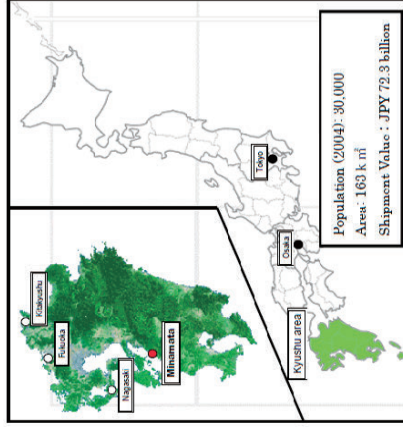 Kitakyushu
Fukuoka
Nagasaki
Minamata
Kyushu area
Osaka
Tokyo
Population (2004): 30,000
Area: 163 k㎡
Shipment Value : JPY 72.3 billion